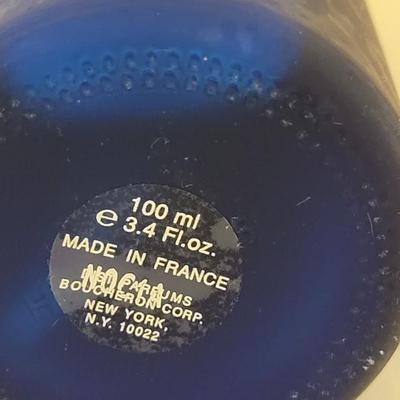 100 ml
e 3.4 Fl.oz.
MADE IN FRANCE
PARFUMS
BOUCHERON CORP.
NEW YORK,
N.Y. 10022